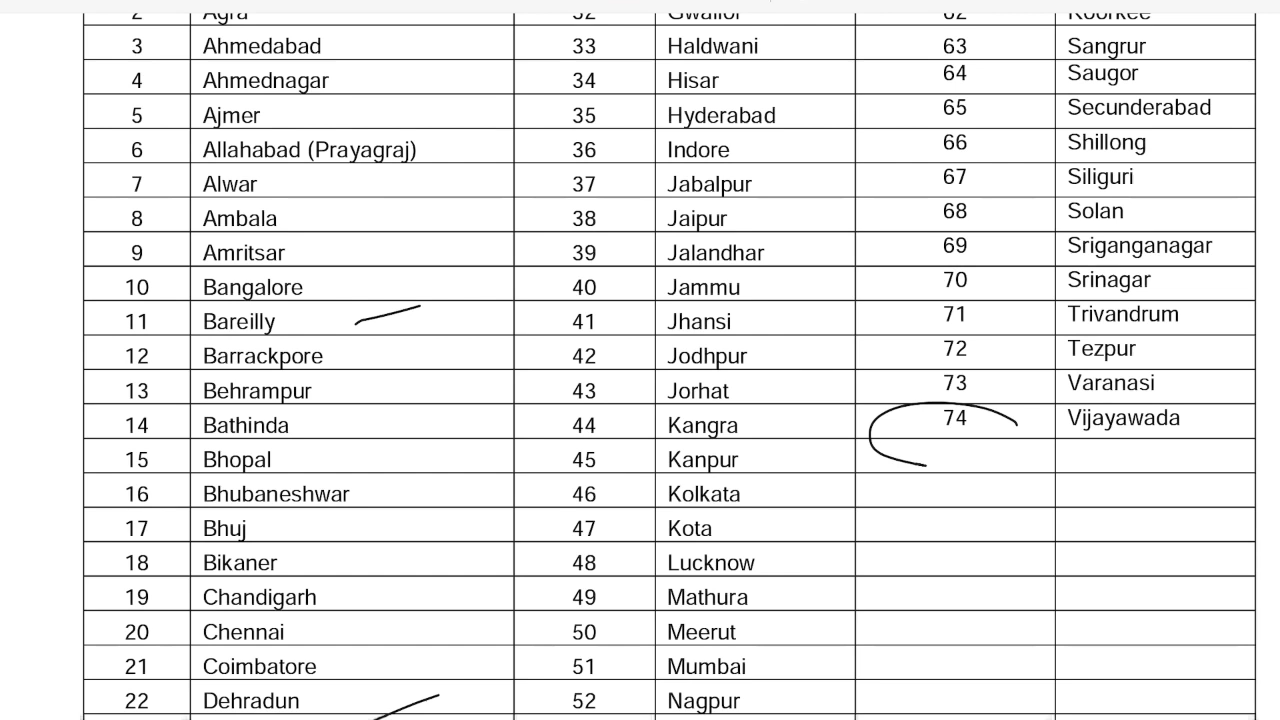 2 Agra 32 Gwalior 62 Roorkee
3 Ahmedabad 33 Haldwani 63 Sangrur
4 Ahmednagar 34 Hisar 64 Saugor
5 Ajmer 35 Hyderabad 65 Secunderabad
6 Allahabad (Prayagraj) 36 Indore 66 Shillong
7 Alwar 37 Jabalpur 67 Siliguri
8 Ambala 38 Jaipur 68 Solan
9 Amritsar 39 Jalandhar 69 Sriganganagar
10 Bangalore 40 Jammu 70 Srinagar
11 Bareilly 41 Jhansi 71 Trivandrum
12 Barrackpore 42 Jodhpur 72 Tezpur
13 Behrampur 43 Jorhat 73 Varanasi
14 Bathinda 44 Kangra 74 Vijayawada
15 Bhopal 45 Kanpur
16 Bhubaneshwar 46 Kolkata
17 Bhuj 47 Kota
18 Bikaner 48 Lucknow
19 Chandigarh 49 Mathura
20 Chennai 50 Meerut
21 Coimbatore 51 Mumbai
22 Dehradun 52 Nagpur